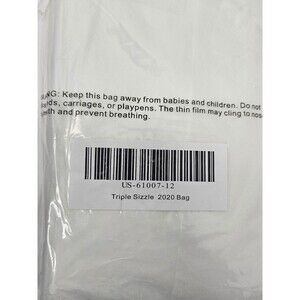 NG: Keep this bag away from babies and children. Do not
ds, carriages, or playpens. The thin film may cling to nose
th and prevent breathing.
US-61007-12
Triple Sizzle 2020 Bag